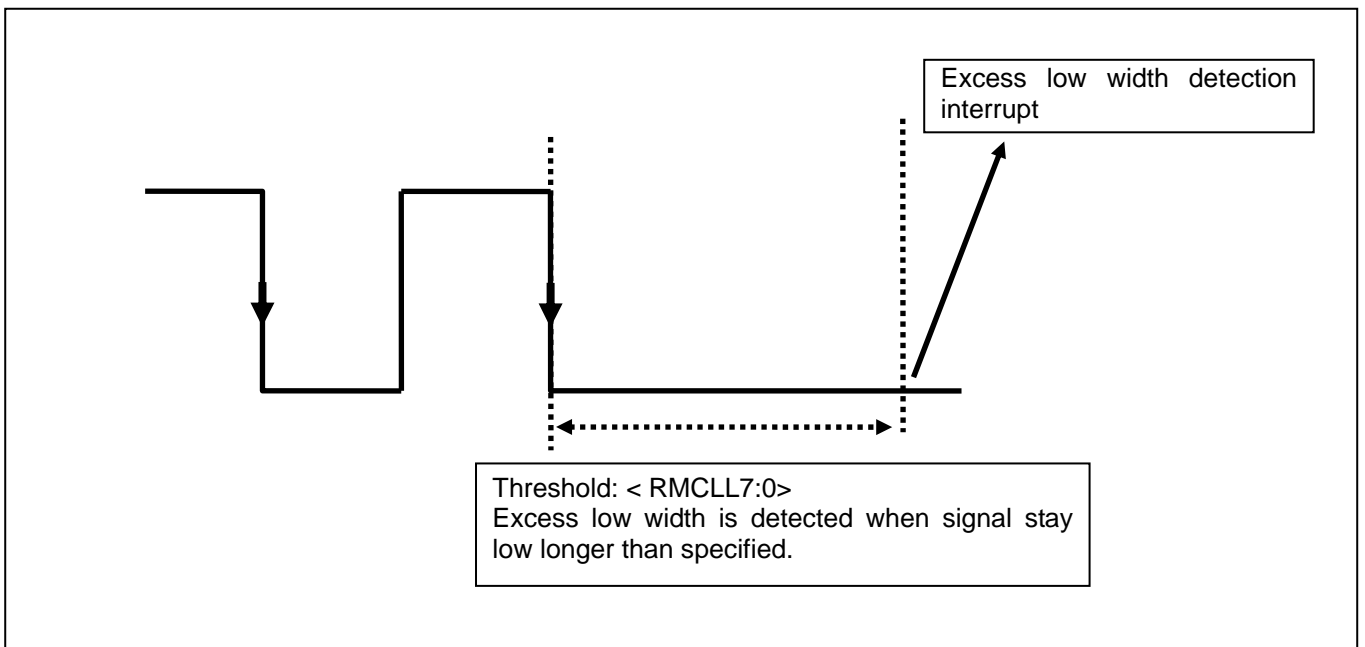 Excess low width detection
interrupt
Threshold: < RMCLL7:0>
Excess low width is detected when signal stay
low longer than specified.